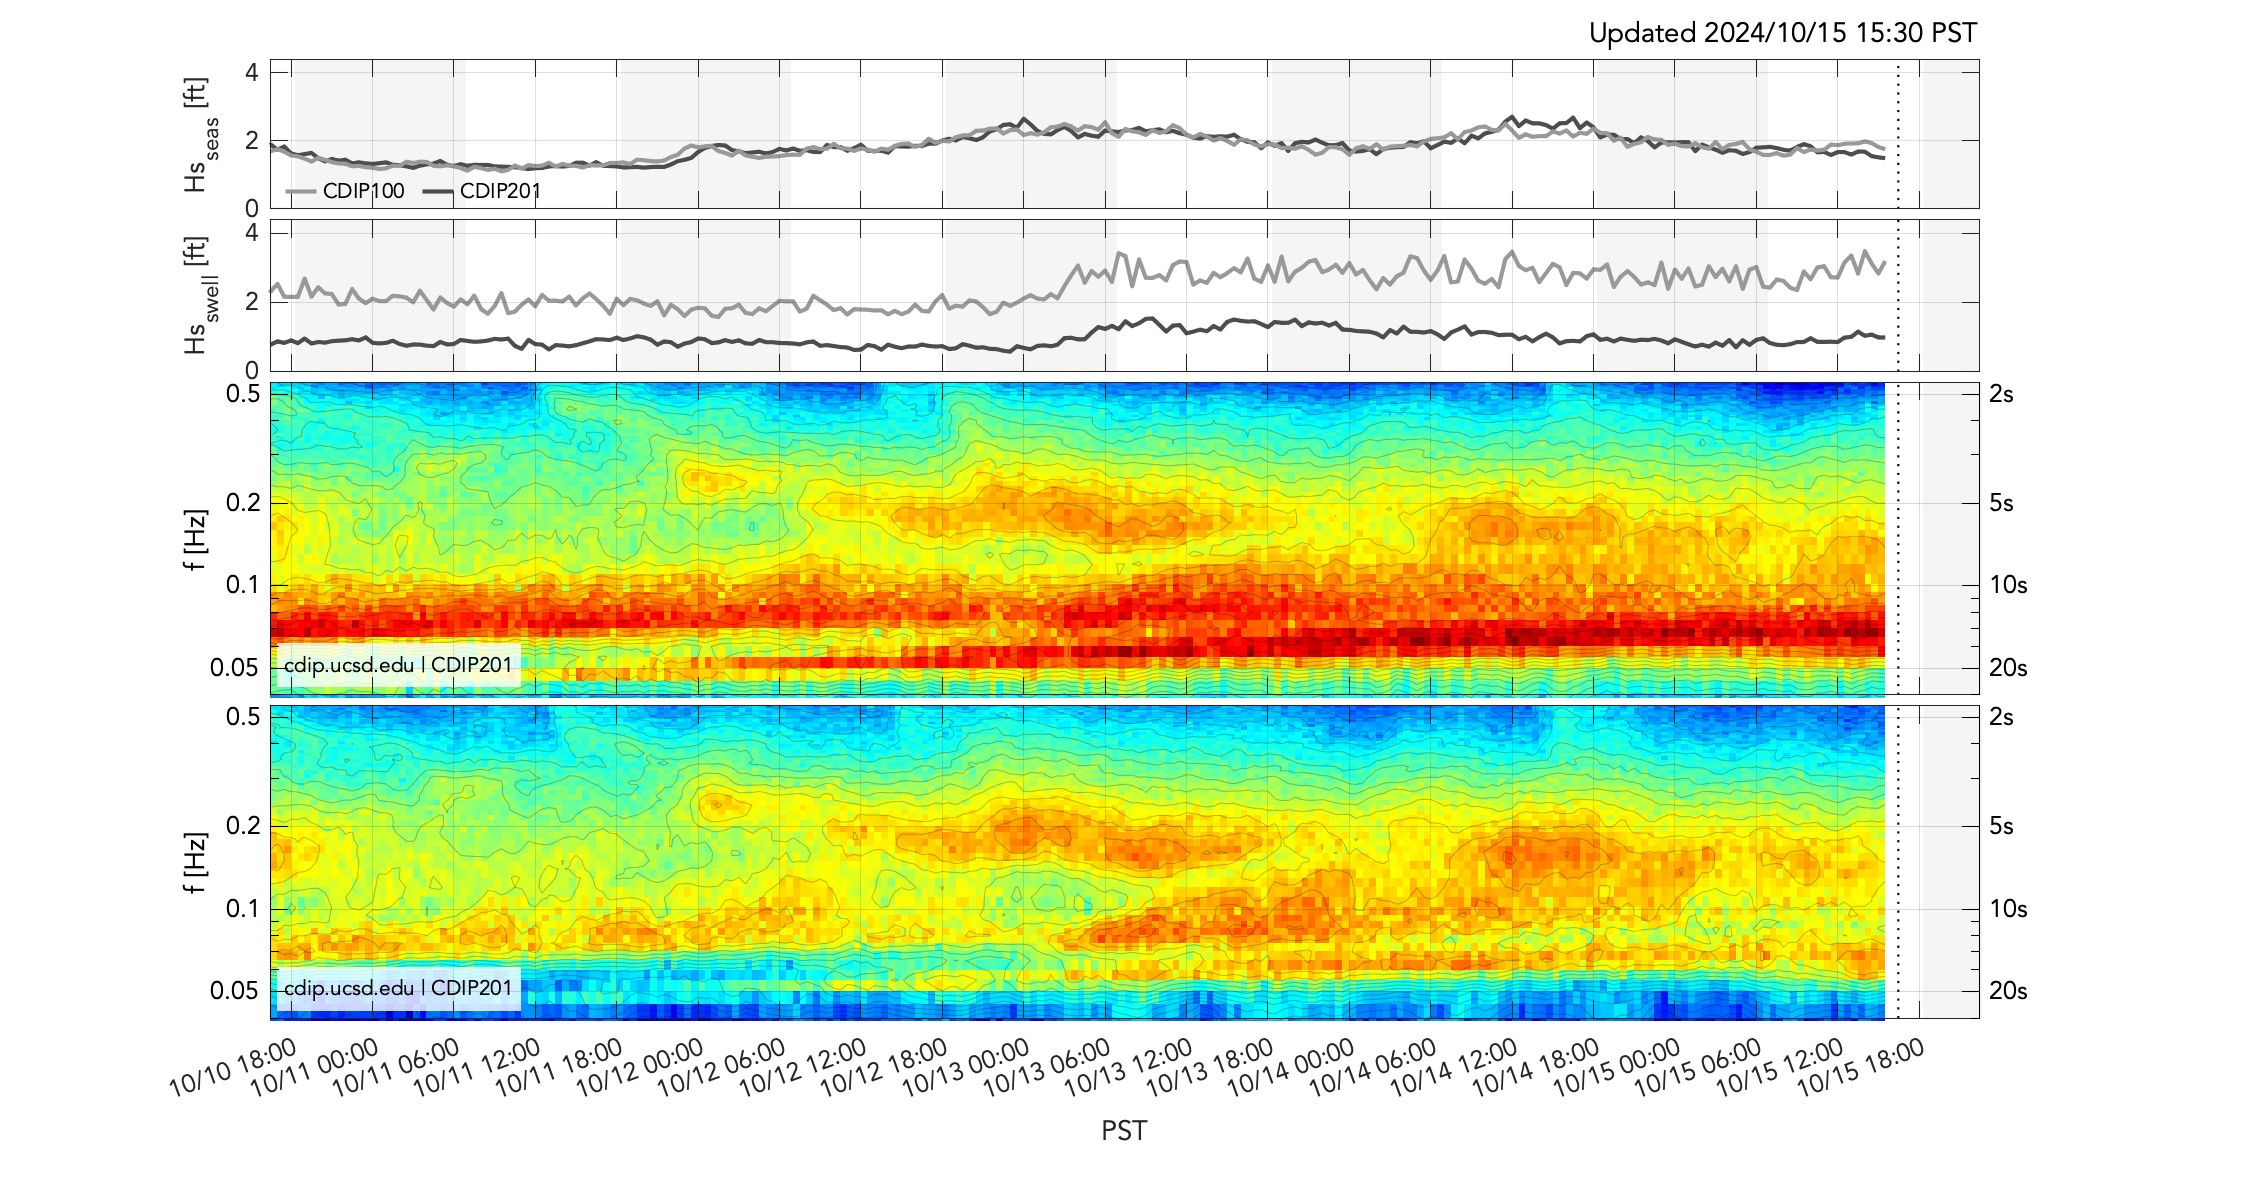 Updated 2024/10/15 15:30 PST
Hs seas [ft]
4
2
0
CDIP100 CDIP201
Hs swell [ft]
4
2
0
f [Hz]
0.5
0.2
0.1
0.05
2s
5s
10s
20s
cdip.ucsd.edu | CDIP201
f [Hz]
0.5
0.2
0.1
0.05
2s
5s
10s
20s
cdip.ucsd.edu | CDIP201
10/10 18:00
10/11 00:00
10/11 06:00
10/11 12:00
10/11 18:00
10/12 00:00
10/12 06:00
10/12 12:00
10/12 18:00
10/13 00:00
10/13 06:00
10/13 12:00
10/13 18:00
10/14 00:00
10/14 06:00
10/14 12:00
10/14 18:00
10/15 00:00
10/15 06:00
10/15 12:00
10/15 18:00
PST